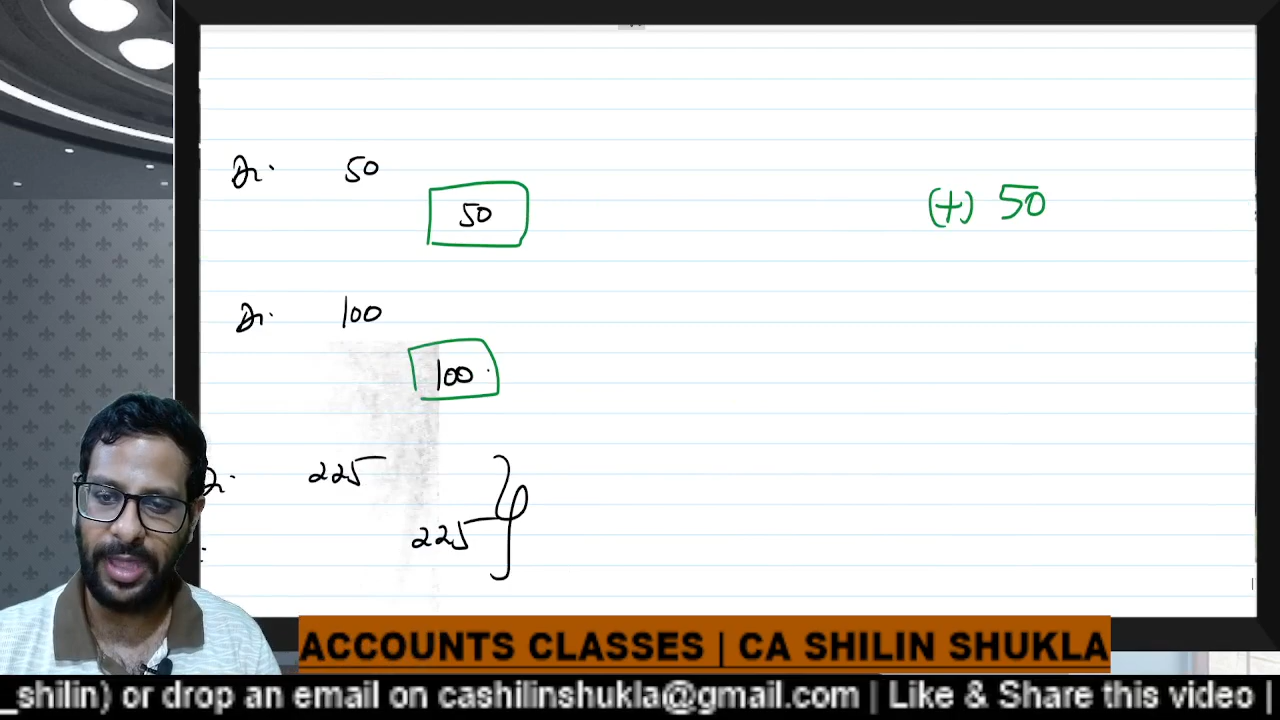 Dr. 50
50
(+) 50
Dr. 100
100
Dr. 225
225
ACCOUNTS CLASSES | CA SHILIN SHUKLA
_shilin) or drop an email on cashilinshukla@gmail.com | Like & Share this video |